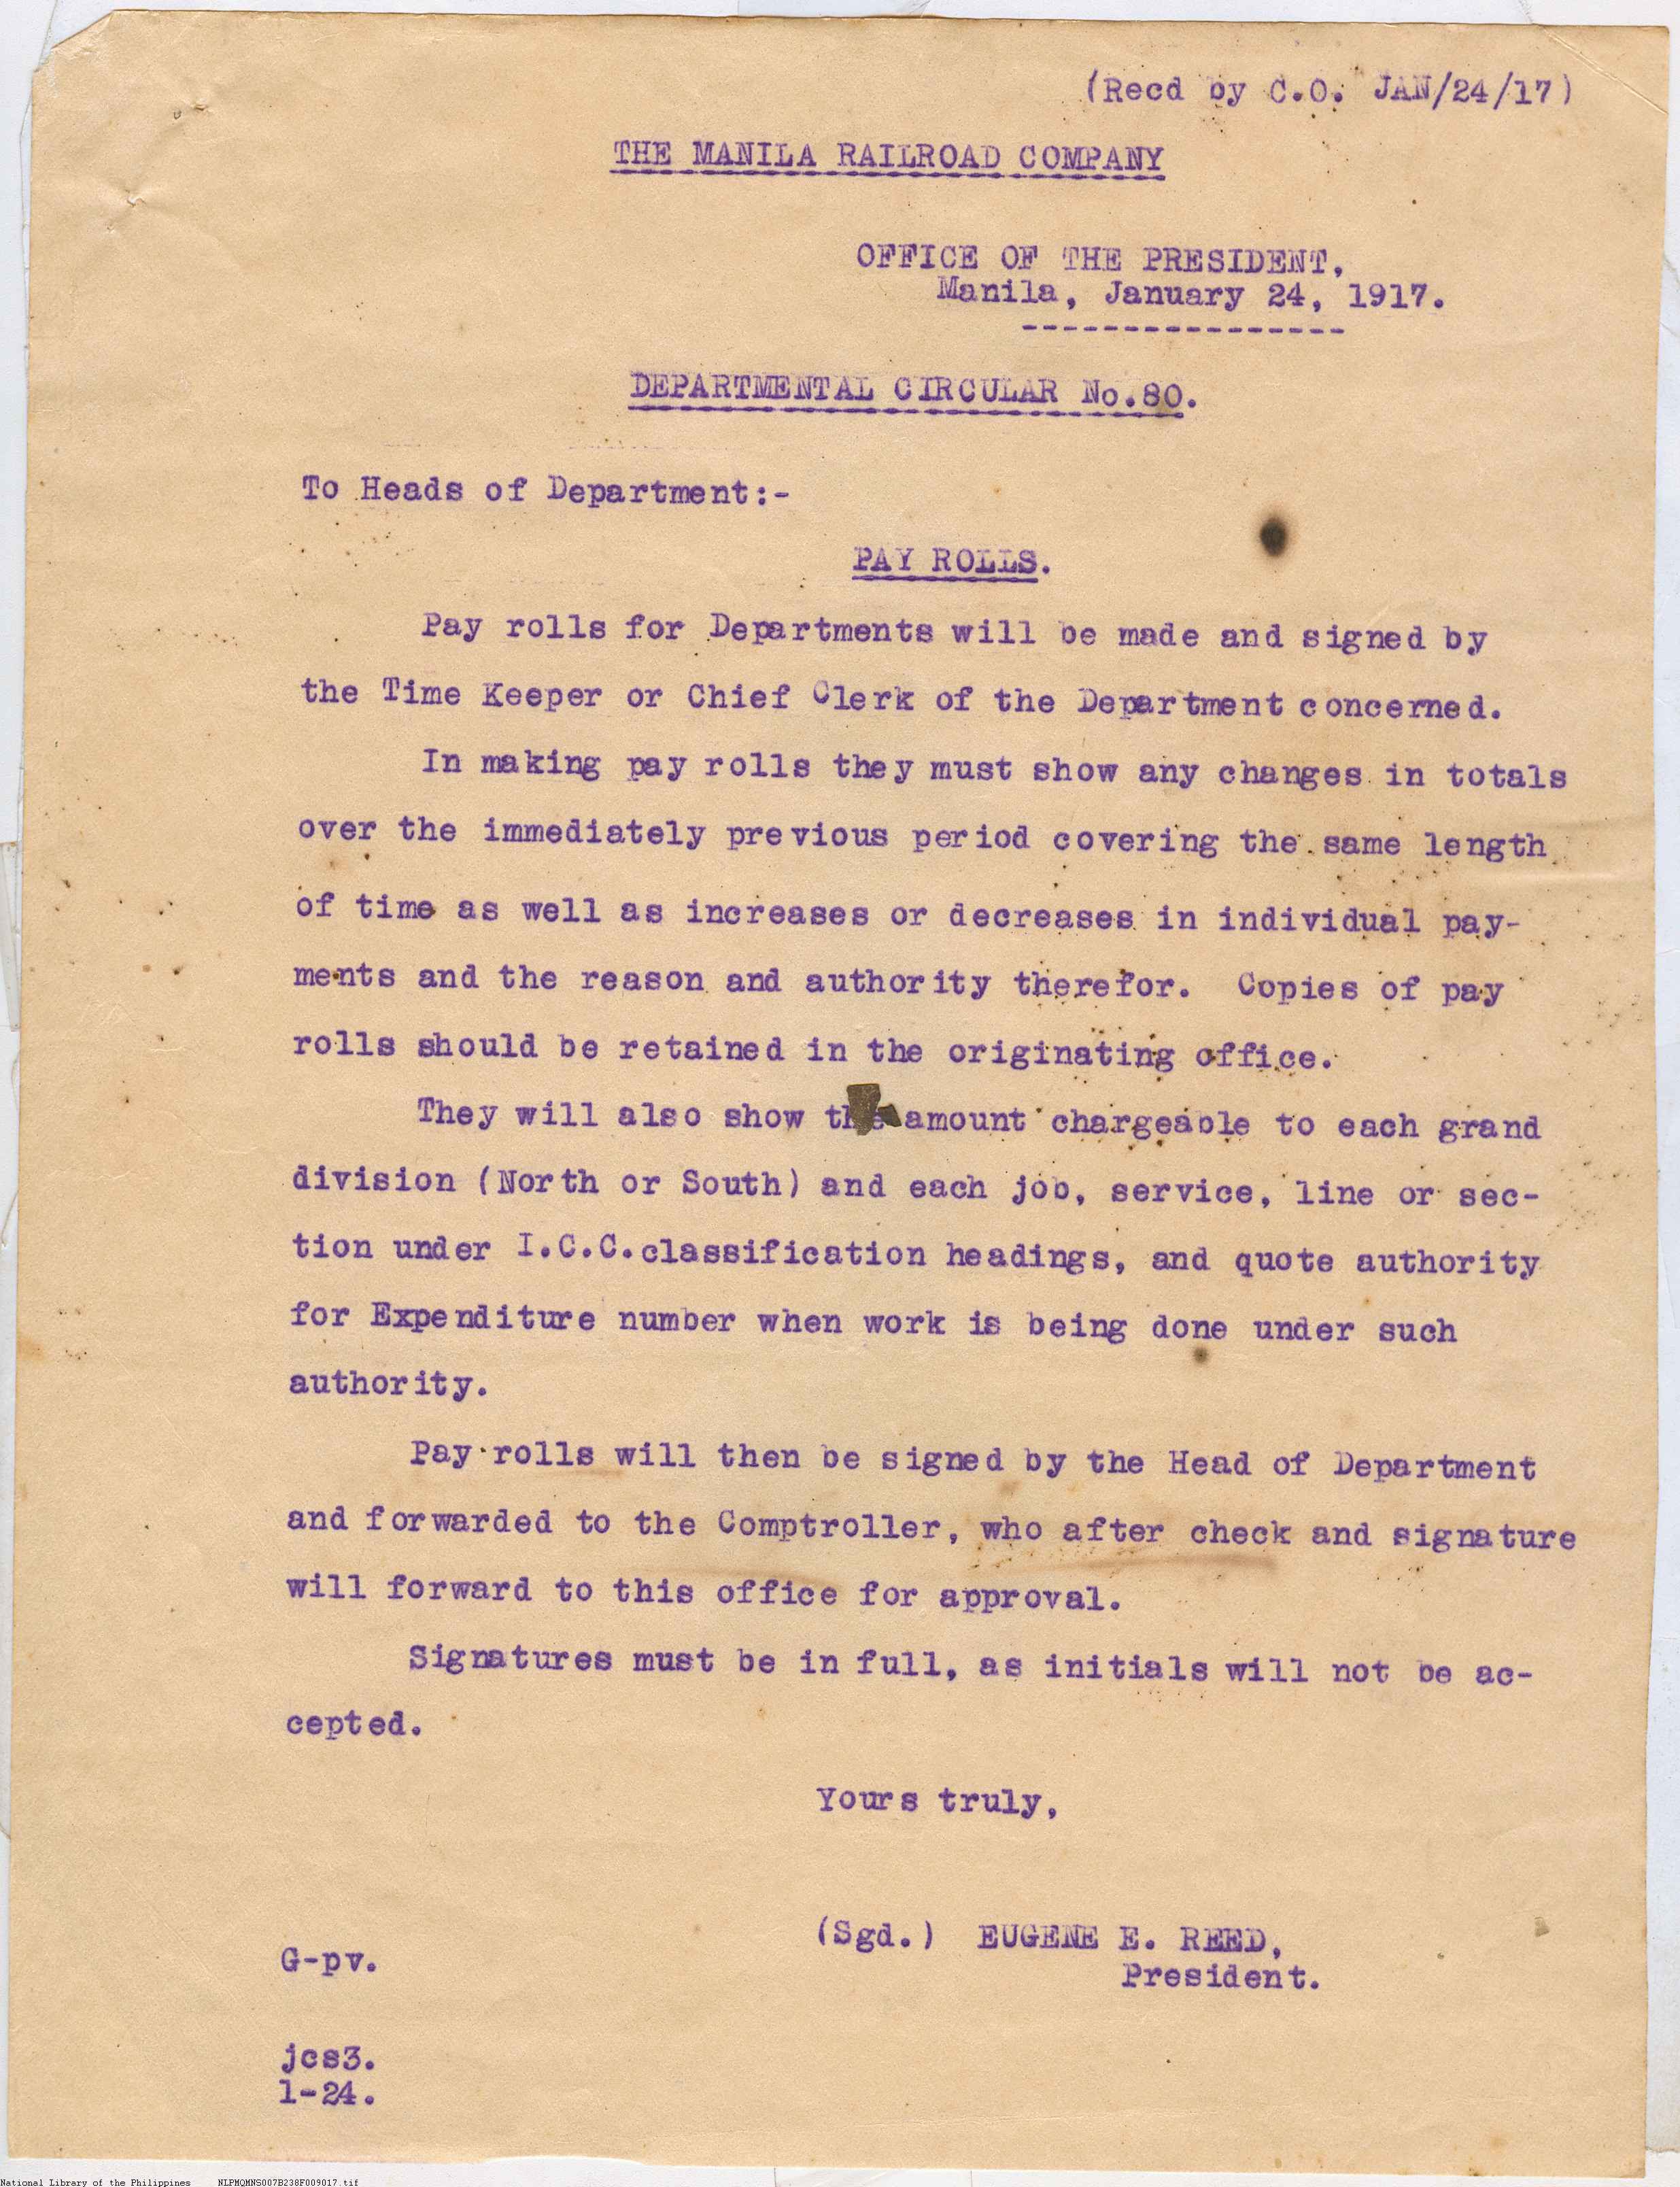 (Recd by C.O. JAN/24/17)
THE MANILA RAILROAD COMPANY
OFFICE OF THE PRESIDENT,
Manila, January 24, 1917.
----------------
DEPARTMENTAL CIRCULAR No.80.
To Heads of Department:-
PAY ROLLS.
Pay rolls for Departments will be made and signed by
the Time Keeper or Chief Clerk of the Department concerned.
In making pay rolls they must show any changes in totals
over the immediately previous period covering the same length
of time as well as increases or decreases in individual pay-
ments and the reason and authority therefor. Copies of pay
rolls should be retained in the originating office.
They will also show the amount chargeable to each grand
division (North or South) and each job, service, line or sec-
tion under I.C.C.classification headings, and quote authority
for Expenditure number when work is being done under such
authority.
Pay rolls will then be signed by the Head of Department
and forwarded to the Comptroller, who after check and signature
will forward to this office for approval.
Signatures must be in full, as initials will not be ac-
cepted.
Yours truly,
(Sgd.) EUGENE E. REED,
President.
G-pv.
jcs3.
1-24.
National Library of the Philippines NLPMQMNS007B238F009017.tif